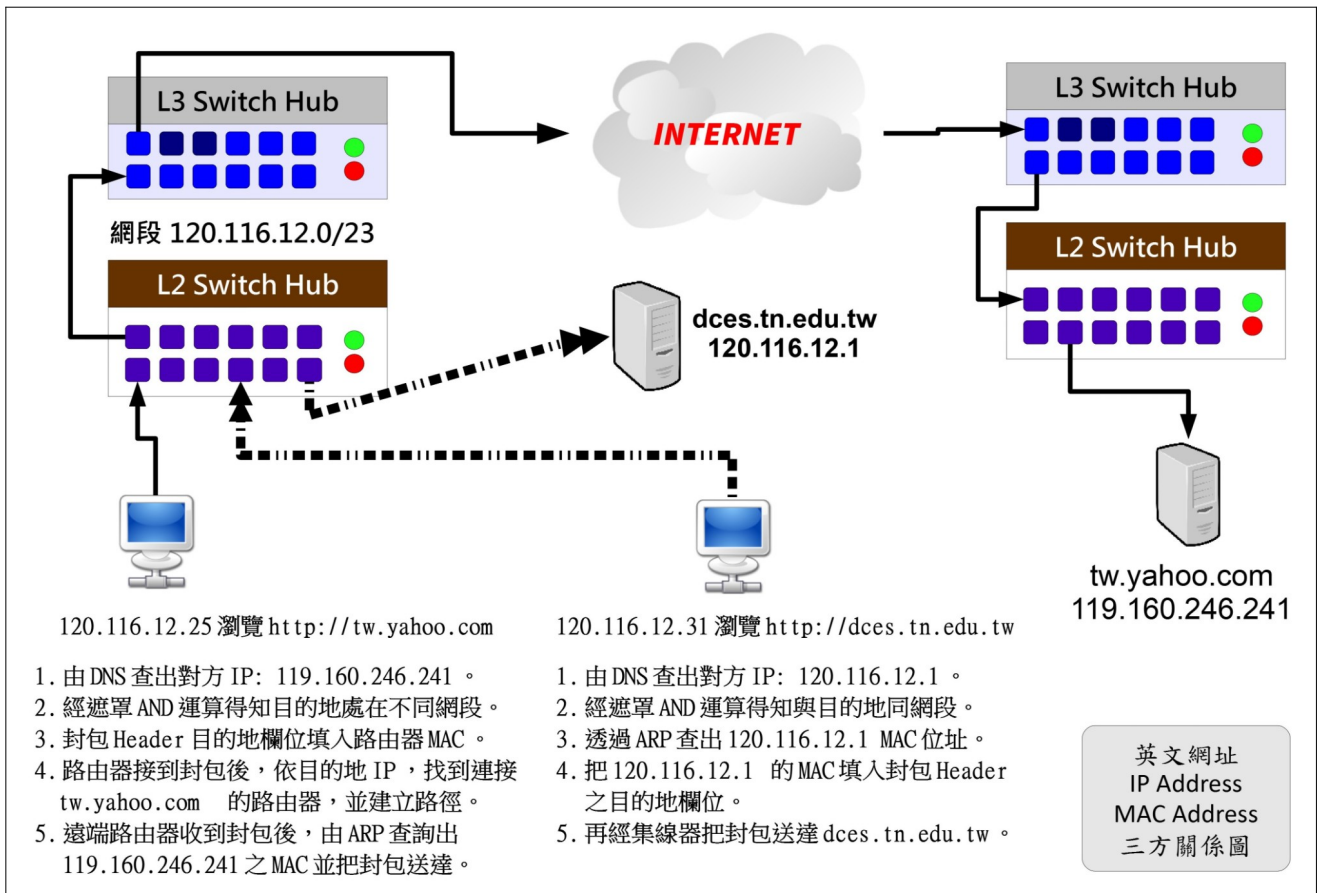 L3 Switch Hub
INTERNET
L3 Switch Hub
網段 120.116.12.0/23
L2 Switch Hub
L2 Switch Hub
dces.tn.edu.tw
120.116.12.1
tw.yahoo.com
119.160.246.241
120.116.12.25 瀏覽 http://tw.yahoo.com
1. 由 DNS 查出對方 IP: 119.160.246.241 。
2. 經遮罩 AND 運算得知目的地處在不同網段。
3. 封包 Header 目的地欄位填入路由器 MAC 。
4. 路由器接到封包後，依目的地 IP ，找到連接
tw.yahoo.com 的路由器，並建立路徑。
5. 遠端路由器收到封包後，由 ARP 查詢出
119.160.246.241 之 MAC 並把封包送達。
120.116.12.31 瀏覽 http://dces.tn.edu.tw
1. 由 DNS 查出對方 IP: 120.116.12.1 。
2. 經遮罩 AND 運算得知與目的地同網段。
3. 透過 ARP 查出 120.116.12.1 MAC 位址。
4. 把 120.116.12.1 的 MAC 填入封包 Header
之目的地欄位。
5. 再經集線器把封包送達 dces.tn.edu.tw 。
英文網址
IP Address
MAC Address
三方關係圖